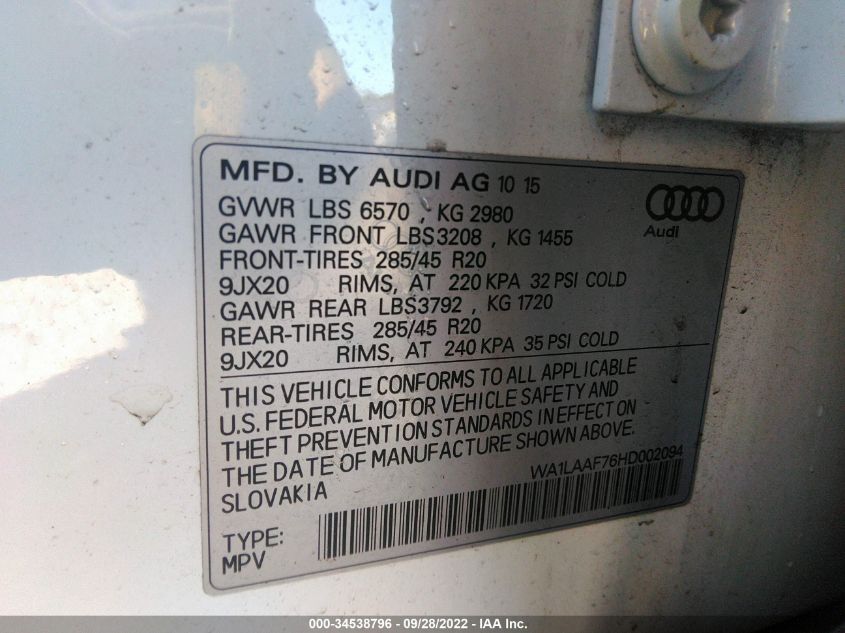 MFD. BY AUDI AG 10 15
GVWR LBS 6570 , KG 2980
GAWR FRONT LBS3208 , KG 1455
FRONT-TIRES 285/45 R20
9JX20 RIMS, AT 220 KPA 32 PSI COLD
GAWR REAR LBS3792 , KG 1720
REAR-TIRES 285/45 R20
9JX20 RIMS, AT 240 KPA 35 PSI COLD
Audi
THIS VEHICLE CONFORMS TO ALL APPLICABLE
U.S. FEDERAL MOTOR VEHICLE SAFETY AND
THEFT PREVENTION STANDARDS IN EFFECT ON
THE DATE OF MANUFACTURE SHOWN ABOVE.
SLOVAKIA
WA1LAAF76HD002094
TYPE:
MPV
000-34538796 - 09/28/2022 - IAA Inc.